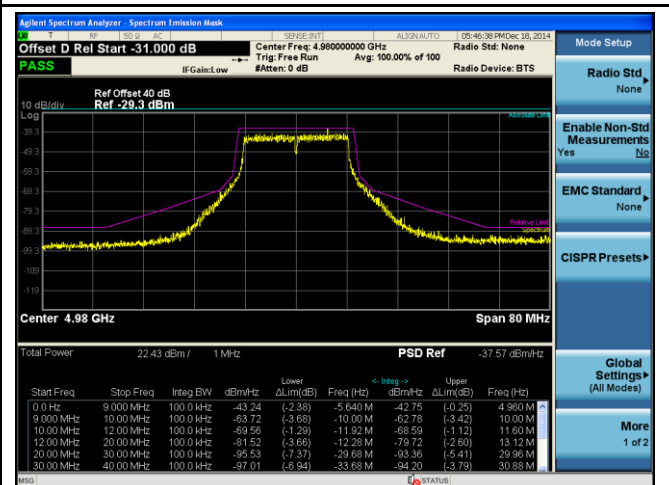 Agilent Spectrum Analyzer - Spectrum Emission Mask
T RF 50 Ω AC SENSE:INT ALIGN AUTO 05:46:38 PM Dec 18, 2014
Offset D Rel Start -31.000 dB
Center Freq: 4.980000000 GHz
Radio Std: None
Trig: Free Run
Avg: 100.00% of 100
PASS
IFGain:Low
#Atten: 0 dB
Radio Device: BTS
Ref Offset 40 dB
10 dB/div Ref -29.3 dBm
Log
Absolute Limit
-39.3
-49.3
-59.3
-69.3
-79.3
-89.3
-99.3
-109
-119
Relative Limit
Spectrum
Center 4.98 GHz
Span 80 MHz
Total Power 22.43 dBm / 1 MHz PSD Ref -37.57 dBm/Hz
Lower <- Integ -> Upper
Start Freq Stop Freq Integ BW dBm/Hz ΔLim(dB) Freq (Hz) dBm/Hz ΔLim(dB) Freq (Hz)
0.0 Hz 9.000 MHz 100.0 kHz -43.24 (-2.38) -5.640 M -42.75 (-0.25) 4.960 M
9.000 MHz 10.00 MHz 100.0 kHz -63.72 (-3.68) -10.00 M -62.78 (-3.42) 10.00 M
10.00 MHz 12.00 MHz 100.0 kHz -69.56 (-1.29) -11.92 M -68.59 (-1.12) 11.60 M
12.00 MHz 20.00 MHz 100.0 kHz -81.52 (-3.66) -12.28 M -79.72 (-2.60) 13.12 M
20.00 MHz 30.00 MHz 100.0 kHz -95.53 (-7.37) -29.68 M -93.36 (-5.41) 29.96 M
30.00 MHz 40.00 MHz 100.0 kHz -97.01 (-6.94) -33.68 M -94.20 (-3.79) 30.88 M
MSG
STATUS
Mode Setup
Radio Std
None
Enable Non-Std
Measurements
Yes No
EMC Standard
None
CISPR Presets
Global
Settings
(All Modes)
More
1 of 2